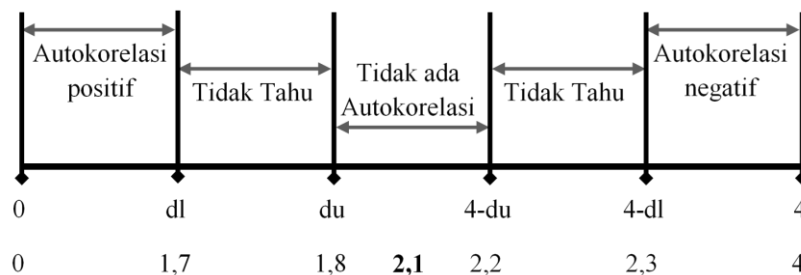 Autokorelasi
positif
Tidak Tahu
Tidak ada
Autokorelasi
Tidak Tahu
Autokorelasi
negatif
0 dl du 4-du 4-dl 4
0 1,7 1,8 2,1 2,2 2,3 4